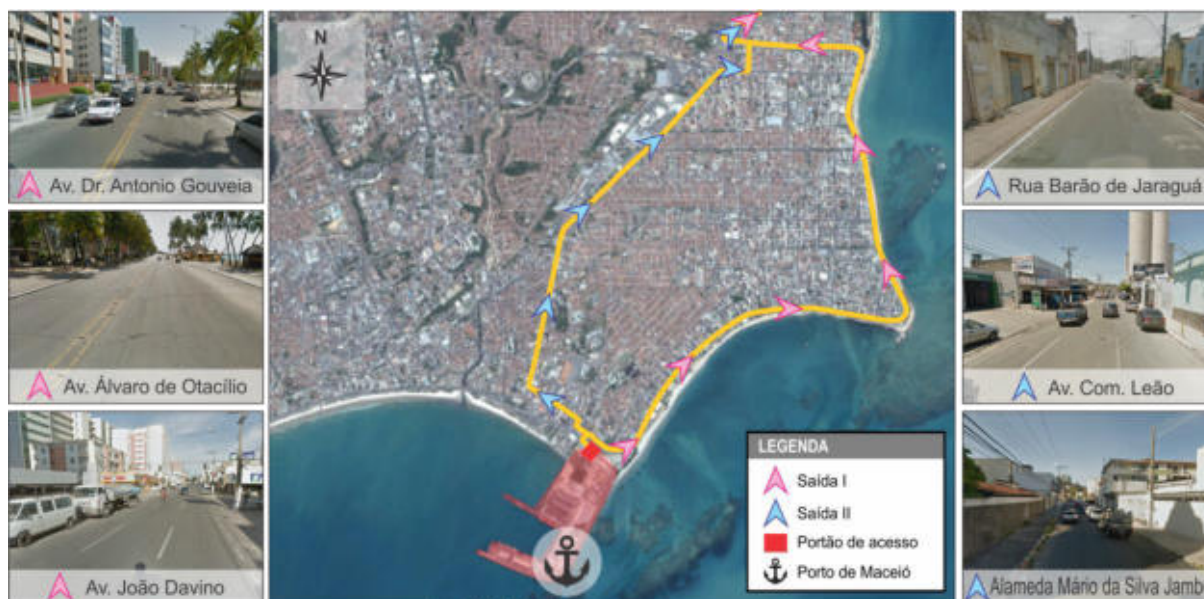 Av. Dr. Antonio Gouveia
Av. Álvaro de Otacílio
Av. João Davino
N
LEGENDA
Saída I
Saída II
Portão de acesso
Porto de Maceió
Rua Barão de Jaraguá
Av. Com. Leão
Alameda Mário da Silva Jamb